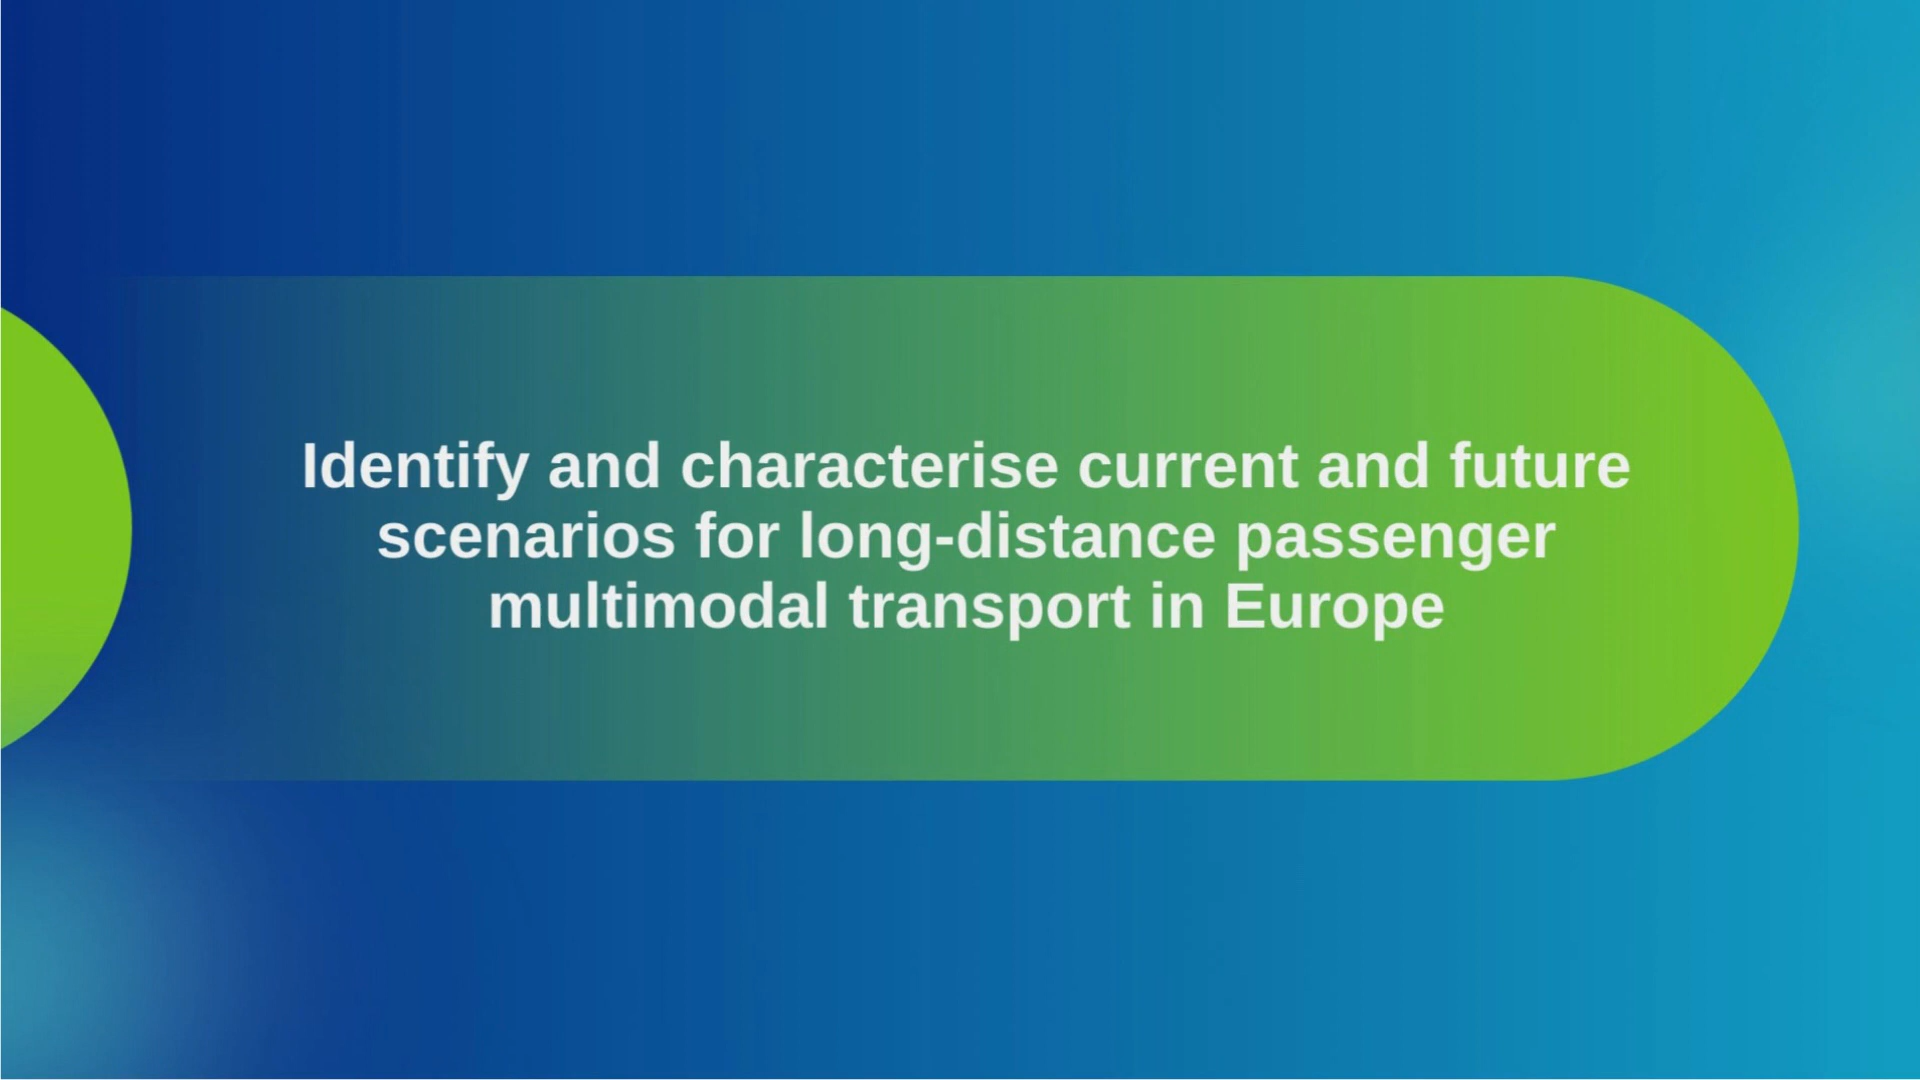 Identify and characterise current and future
scenarios for long-distance passenger
multimodal transport in Europe